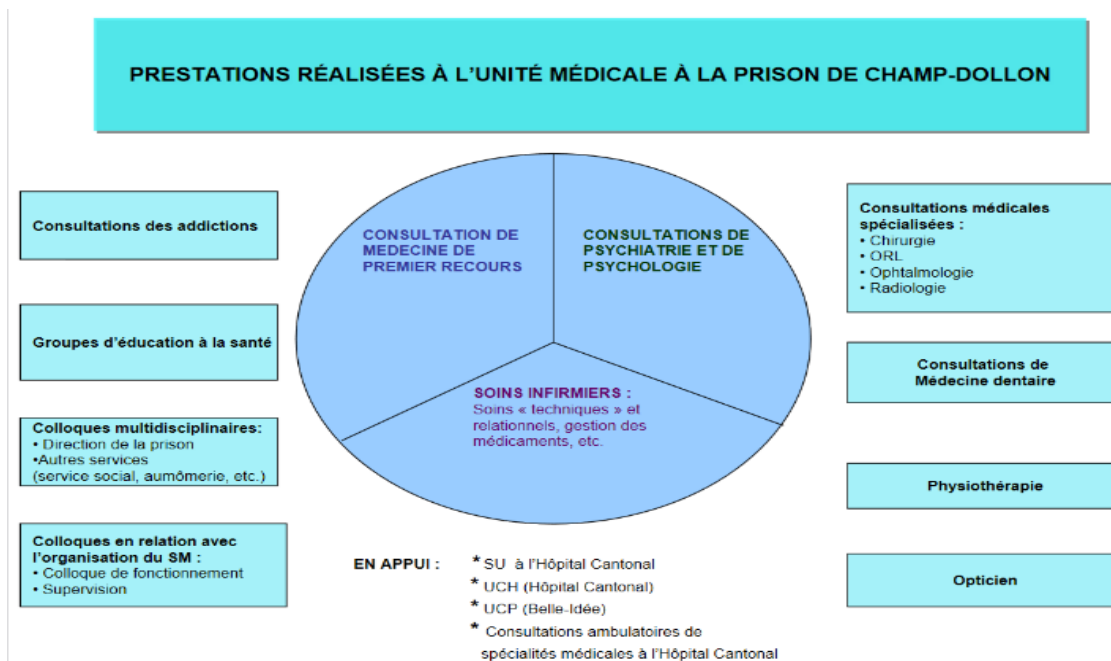 PRESTATIONS RÉALISÉES À L'UNITÉ MÉDICALE À LA PRISON DE CHAMP-DOLLON
Consultations des addictions
Groupes d'éducation à la santé
Colloques multidisciplinaires:
• Direction de la prison
•Autres services
(service social, aumômerie, etc.)
Colloques en relation avec
l'organisation du SM :
• Colloque de fonctionnement
• Supervision
CONSULTATION DE
MEDECINE DE
PREMIER RECOURS
CONSULTATIONS DE
PSYCHIATRIE ET DE
PSYCHOLOGIE
SOINS INFIRMIERS :
Soins « techniques » et
relationnels, gestion des
médicaments, etc.
EN APPUI :
* SU à l'Hôpital Cantonal
* UCH (Hôpital Cantonal)
* UCP (Belle-Idée)
* Consultations ambulatoires de
spécialités médicales à l'Hôpital Cantonal
Consultations médicales
spécialisées :
• Chirurgie
• ORL
• Ophtalmologie
• Radiologie
Consultations de
Médecine dentaire
Physiothérapie
Opticien